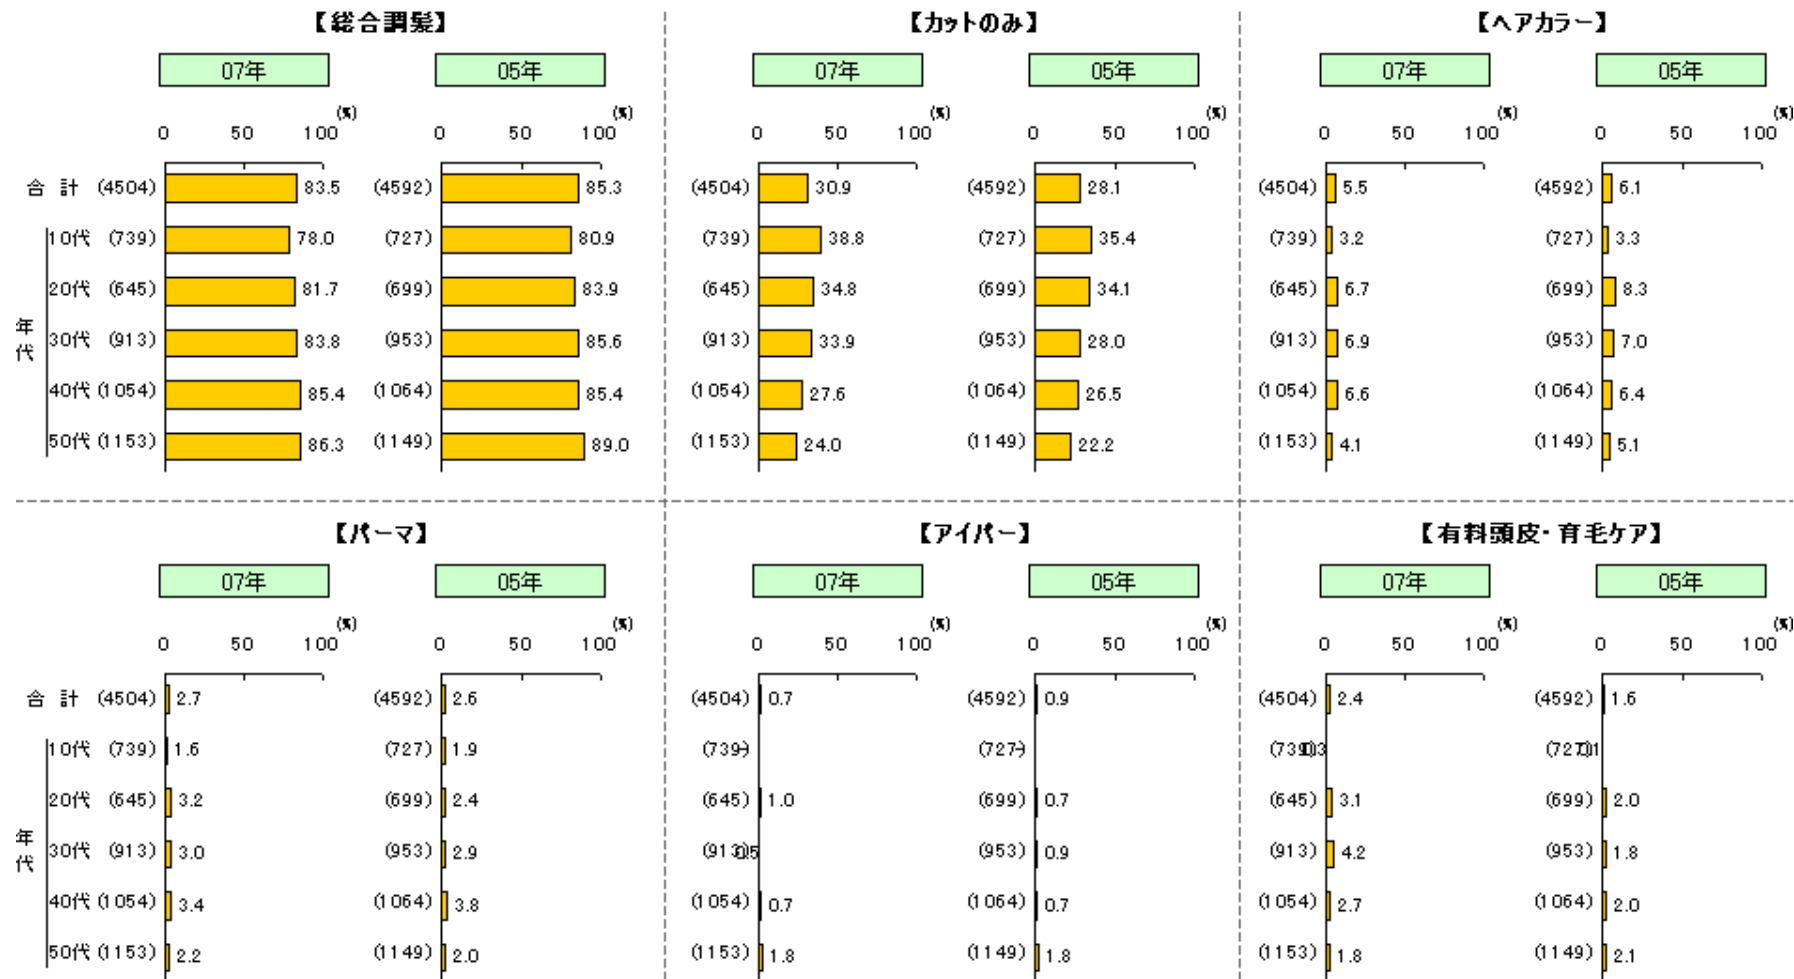 【総合調髪】 【カットのみ】 【ヘアカラー】
07年 05年 07年 05年 07年 05年
(%) (%) (%) (%) (%) (%)
0 50 100 0 50 100 0 50 100 0 50 100 0 50 100 0 50 100
合 計 (4504) 83.5 (4592) 85.3 (4504) 30.9 (4592) 28.1 (4504) 5.5 (4592) 6.1
10代 (739) 78.0 (727) 80.9 (739) 38.8 (727) 35.4 (739) 3.2 (727) 3.3
20代 (645) 81.7 (699) 83.9 (645) 34.8 (699) 34.1 (645) 6.7 (699) 8.3
年代
30代 (913) 83.8 (953) 85.6 (913) 33.9 (953) 28.0 (913) 6.9 (953) 7.0
40代 (1054) 85.4 (1064) 85.4 (1054) 27.6 (1064) 26.5 (1054) 6.6 (1064) 6.4
50代 (1153) 86.3 (1149) 89.0 (1153) 24.0 (1149) 22.2 (1153) 4.1 (1149) 5.1
【パーマ】 【アイパー】 【有料頭皮・育毛ケア】
07年 05年 07年 05年 07年 05年
(%) (%) (%) (%) (%) (%)
0 50 100 0 50 100 0 50 100 0 50 100 0 50 100 0 50 100
合 計 (4504) 2.7 (4592) 2.6 (4504) 0.7 (4592) 0.9 (4504) 2.4 (4592) 1.6
10代 (739) 1.6 (727) 1.9 (739) - (727) - (739) 0.3 (727) 0.1
20代 (645) 3.2 (699) 2.4 (645) 1.0 (699) 0.7 (645) 3.1 (699) 2.0
年代
30代 (913) 3.0 (953) 2.9 (913) 0.5 (953) 0.9 (913) 4.2 (953) 1.8
40代 (1054) 3.4 (1064) 3.8 (1054) 0.7 (1064) 0.7 (1054) 2.7 (1064) 2.0
50代 (1153) 2.2 (1149) 2.0 (1153) 1.8 (1149) 1.8 (1153) 1.8 (1149) 2.1